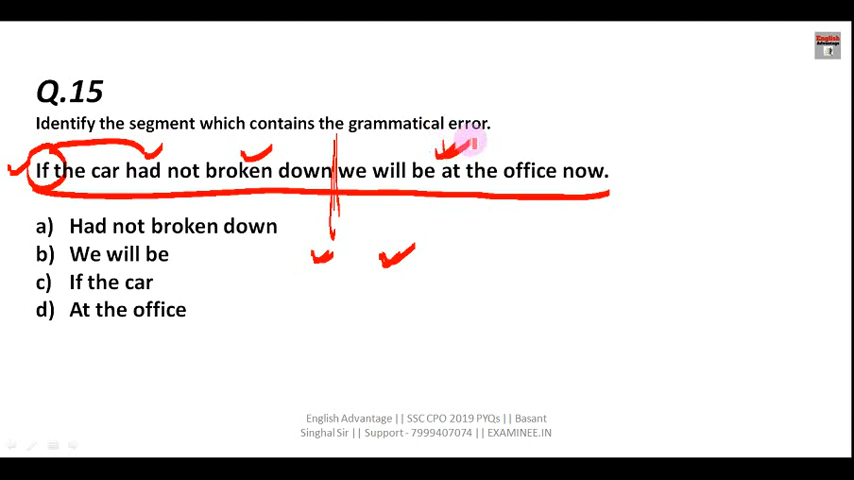 English
Advantage
Q.15
Identify the segment which contains the grammatical error.
If the car had not broken down we will be at the office now.
a) Had not broken down
b) We will be
c) If the car
d) At the office
English Advantage || SSC CPO 2019 PYQs || Basant
Singhal Sir || Support - 7999407074 || EXAMINEE.IN